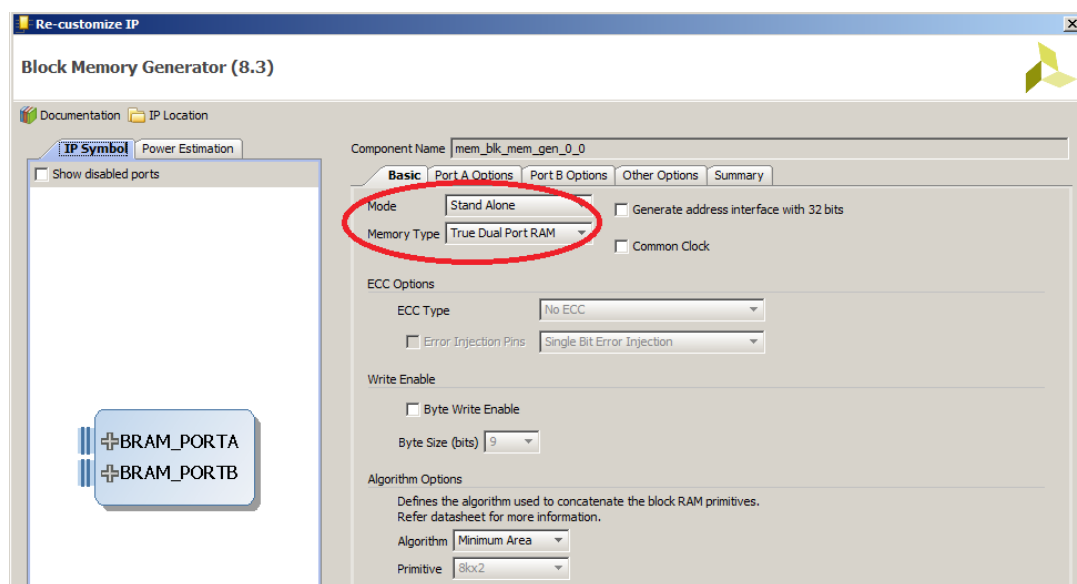 Re-customize IP
Block Memory Generator (8.3)
Documentation IP Location
IP Symbol Power Estimation
Show disabled ports
BRAM_PORTA
BRAM_PORTB
Component Name mem_blk_mem_gen_0_0
Basic Port A Options Port B Options Other Options Summary
Mode Stand Alone Generate address interface with 32 bits
Memory Type True Dual Port RAM Common Clock
ECC Options
ECC Type No ECC
Error Injection Pins Single Bit Error Injection
Write Enable
Byte Write Enable
Byte Size (bits) 9
Algorithm Options
Defines the algorithm used to concatenate the block RAM primitives.
Refer datasheet for more information.
Algorithm Minimum Area
Primitive 8kx2